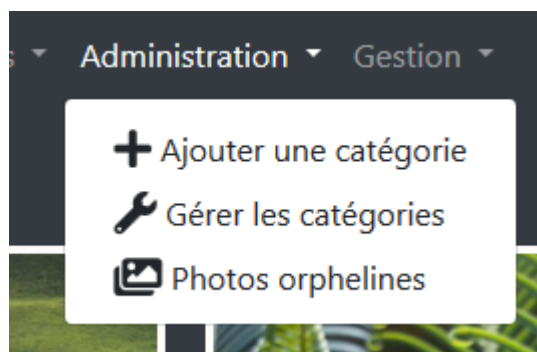 Administration Gestion
Ajouter une catégorie
Gérer les catégories
Photos orphelines